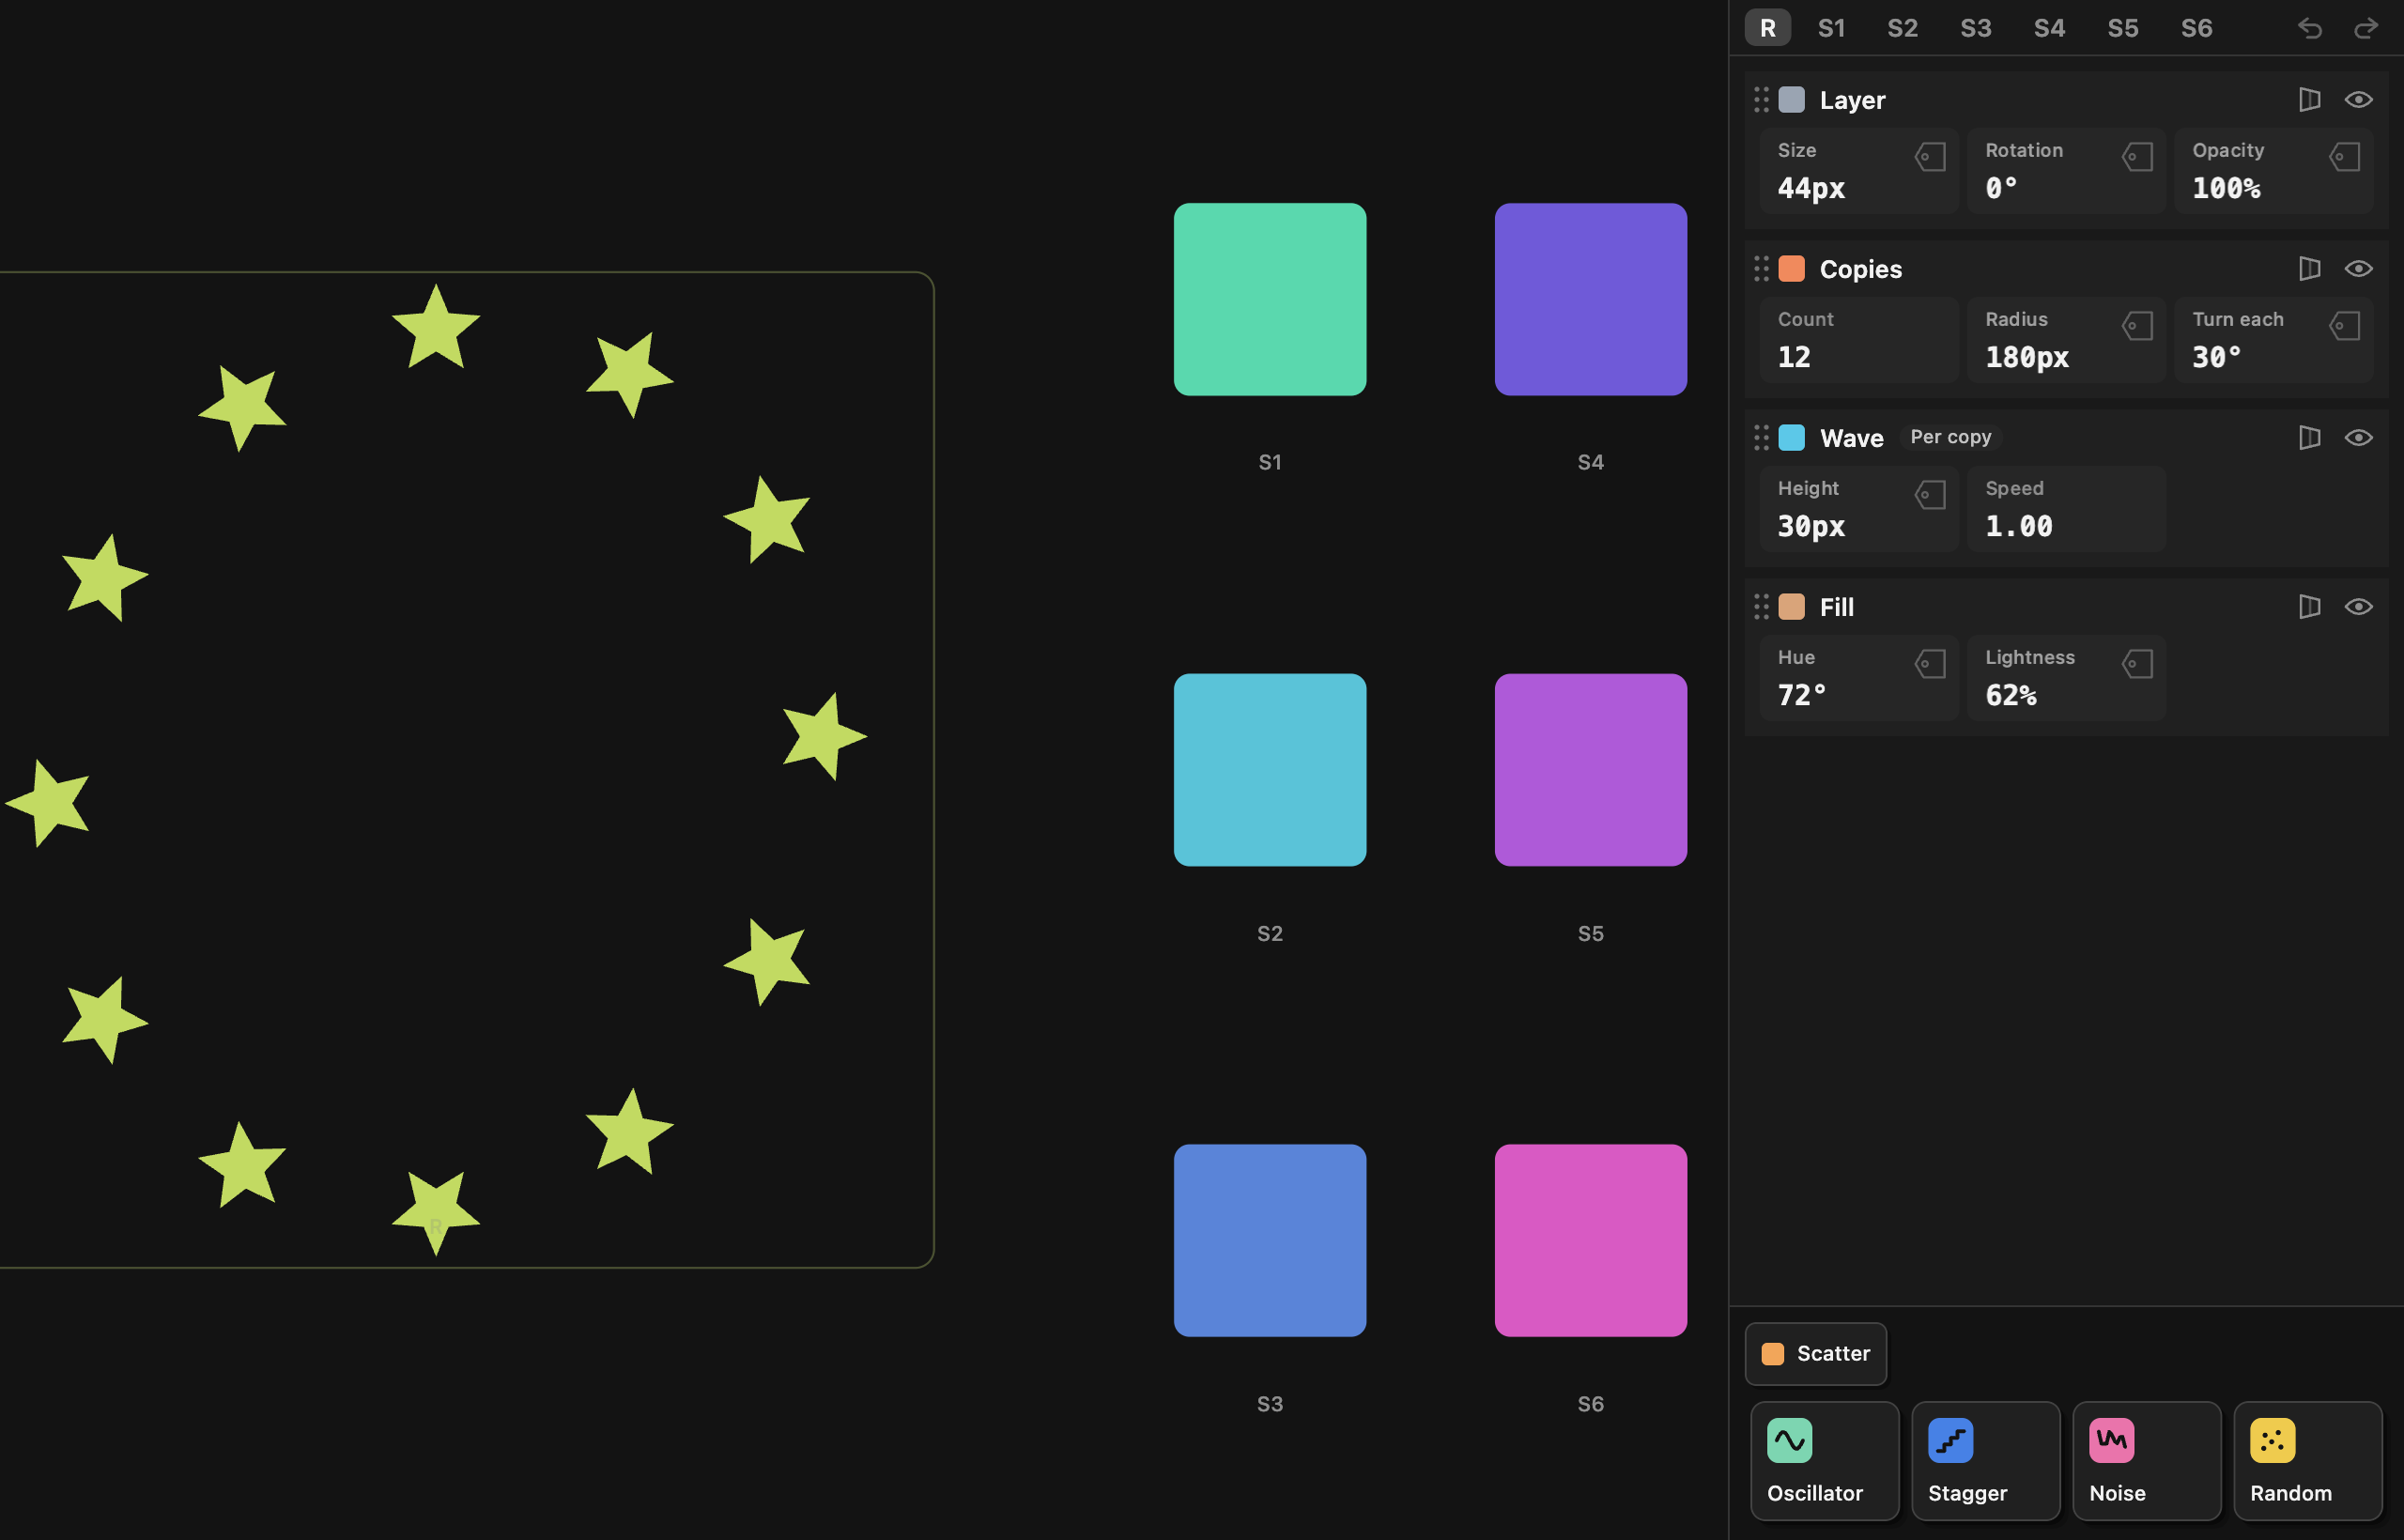 R S1 S2 S3 S4 S5 S6
Layer
Size Rotation Opacity
44px 0° 100%
Copies
Count Radius Turn each
12 180px 30°
Wave Per copy
Height Speed
30px 1.00
Fill
Hue Lightness
72° 62%
Scatter
Oscillator Stagger Noise Random
S1 S4
S2 S5
S3 S6
R